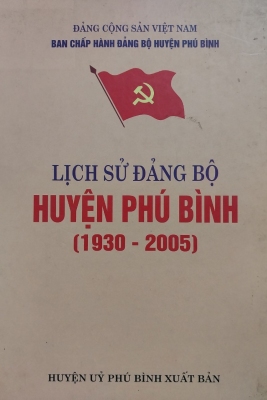 ĐẢNG CỘNG SẢN VIỆT NAM
BAN CHẤP HÀNH ĐẢNG BỘ HUYỆN PHÚ BÌNH
LỊCH SỬ ĐẢNG BỘ
HUYỆN PHÚ BÌNH
(1930 - 2005)
HUYỆN UỶ PHÚ BÌNH XUẤT BẢN